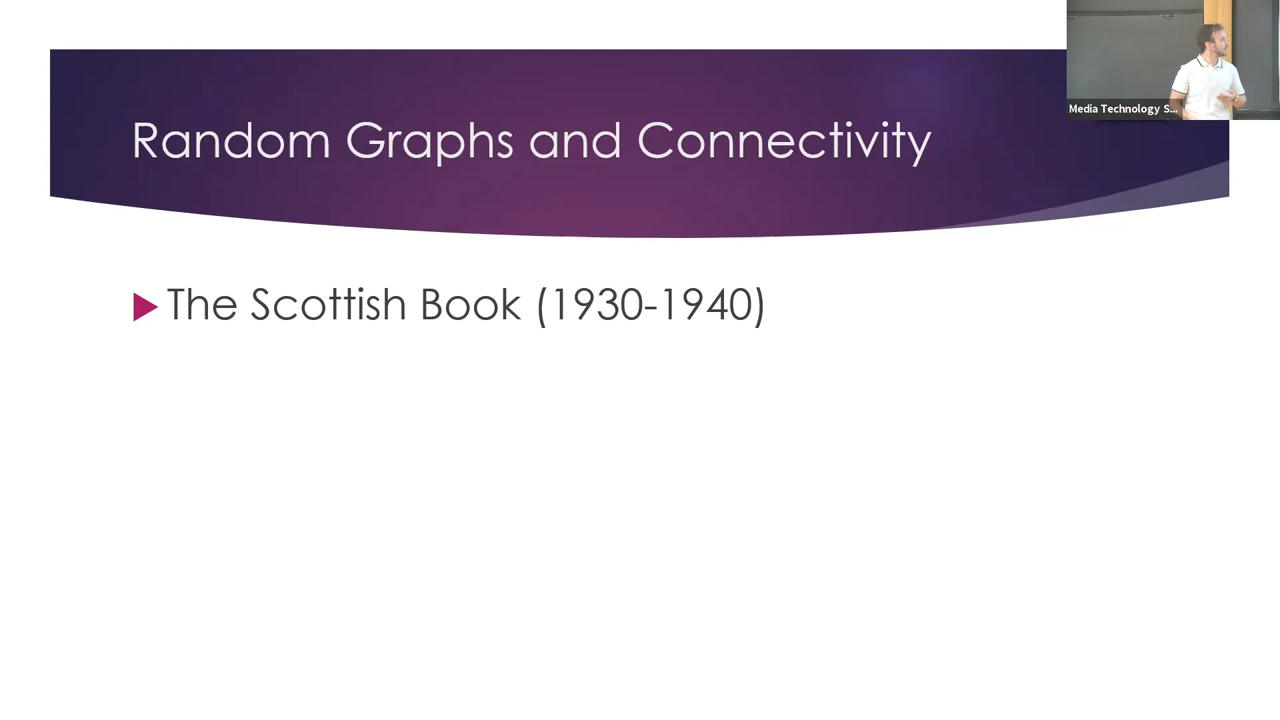 Random Graphs and Connectivity
Media Technology S...
The Scottish Book (1930-1940)